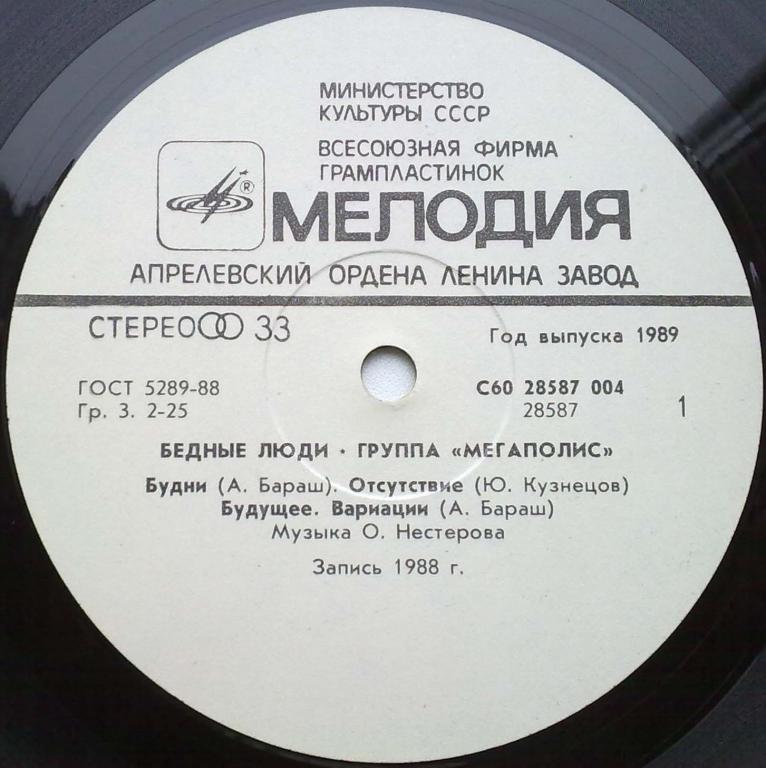 МИНИСТЕРСТВО
КУЛЬТУРЫ СССР
ВСЕСОЮЗНАЯ ФИРМА
ГРАМПЛАСТИНОК
® МЕЛОДИЯ
АПРЕЛЕВСКИЙ ОРДЕНА ЛЕНИНА ЗАВОД
СТЕРЕО 33
Год выпуска 1989
ГОСТ 5289-88
Гр. 3. 2-25
С60 28587 004
28587
1
БЕДНЫЕ ЛЮДИ · ГРУППА «МЕГАПОЛИС»
Будни (А. Бараш). Отсутствие (Ю. Кузнецов)
Будущее. Вариации (А. Бараш)
Музыка О. Нестерова
Запись 1988 г.